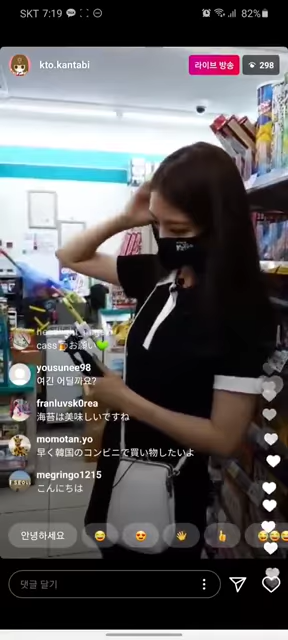 SKT 7:19
82%
kto.kantabi
라이브 방송
298
cass🍺お願い💚
yousunee98
여긴 어딜까요?
franluvsk0rea
海苔は美味しいですね
momotan.yo
早く韓国のコンビニで買い物したいよ
megringo1215
こんにちは
안녕하세요
댓글 달기